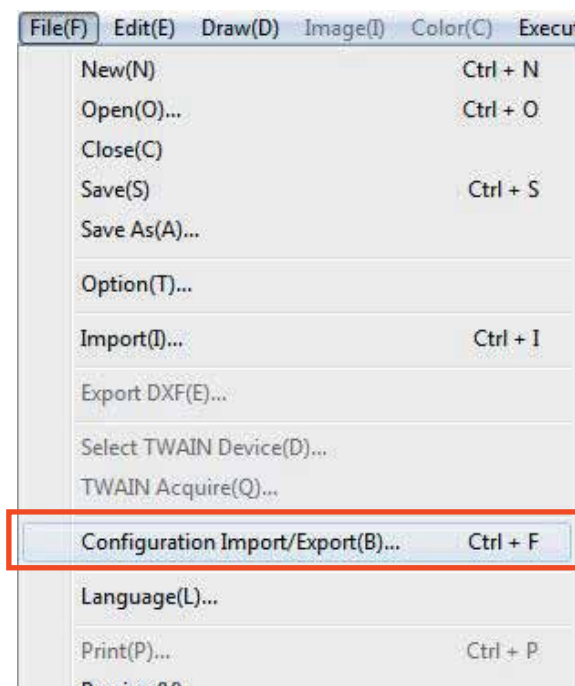 File(F) Edit(E) Draw(D) Image(I) Color(C)
New(N) Ctrl + N
Open(O)... Ctrl + O
Close(C)
Save(S) Ctrl + S
Save As(A)...
Option(T)...
Import(I)... Ctrl + I
Export DXF(E)...
Select TWAIN Device(D)...
TWAIN Acquire(Q)...
Configuration Import/Export(B)... Ctrl + F
Language(L)...
Print(P)... Ctrl + P